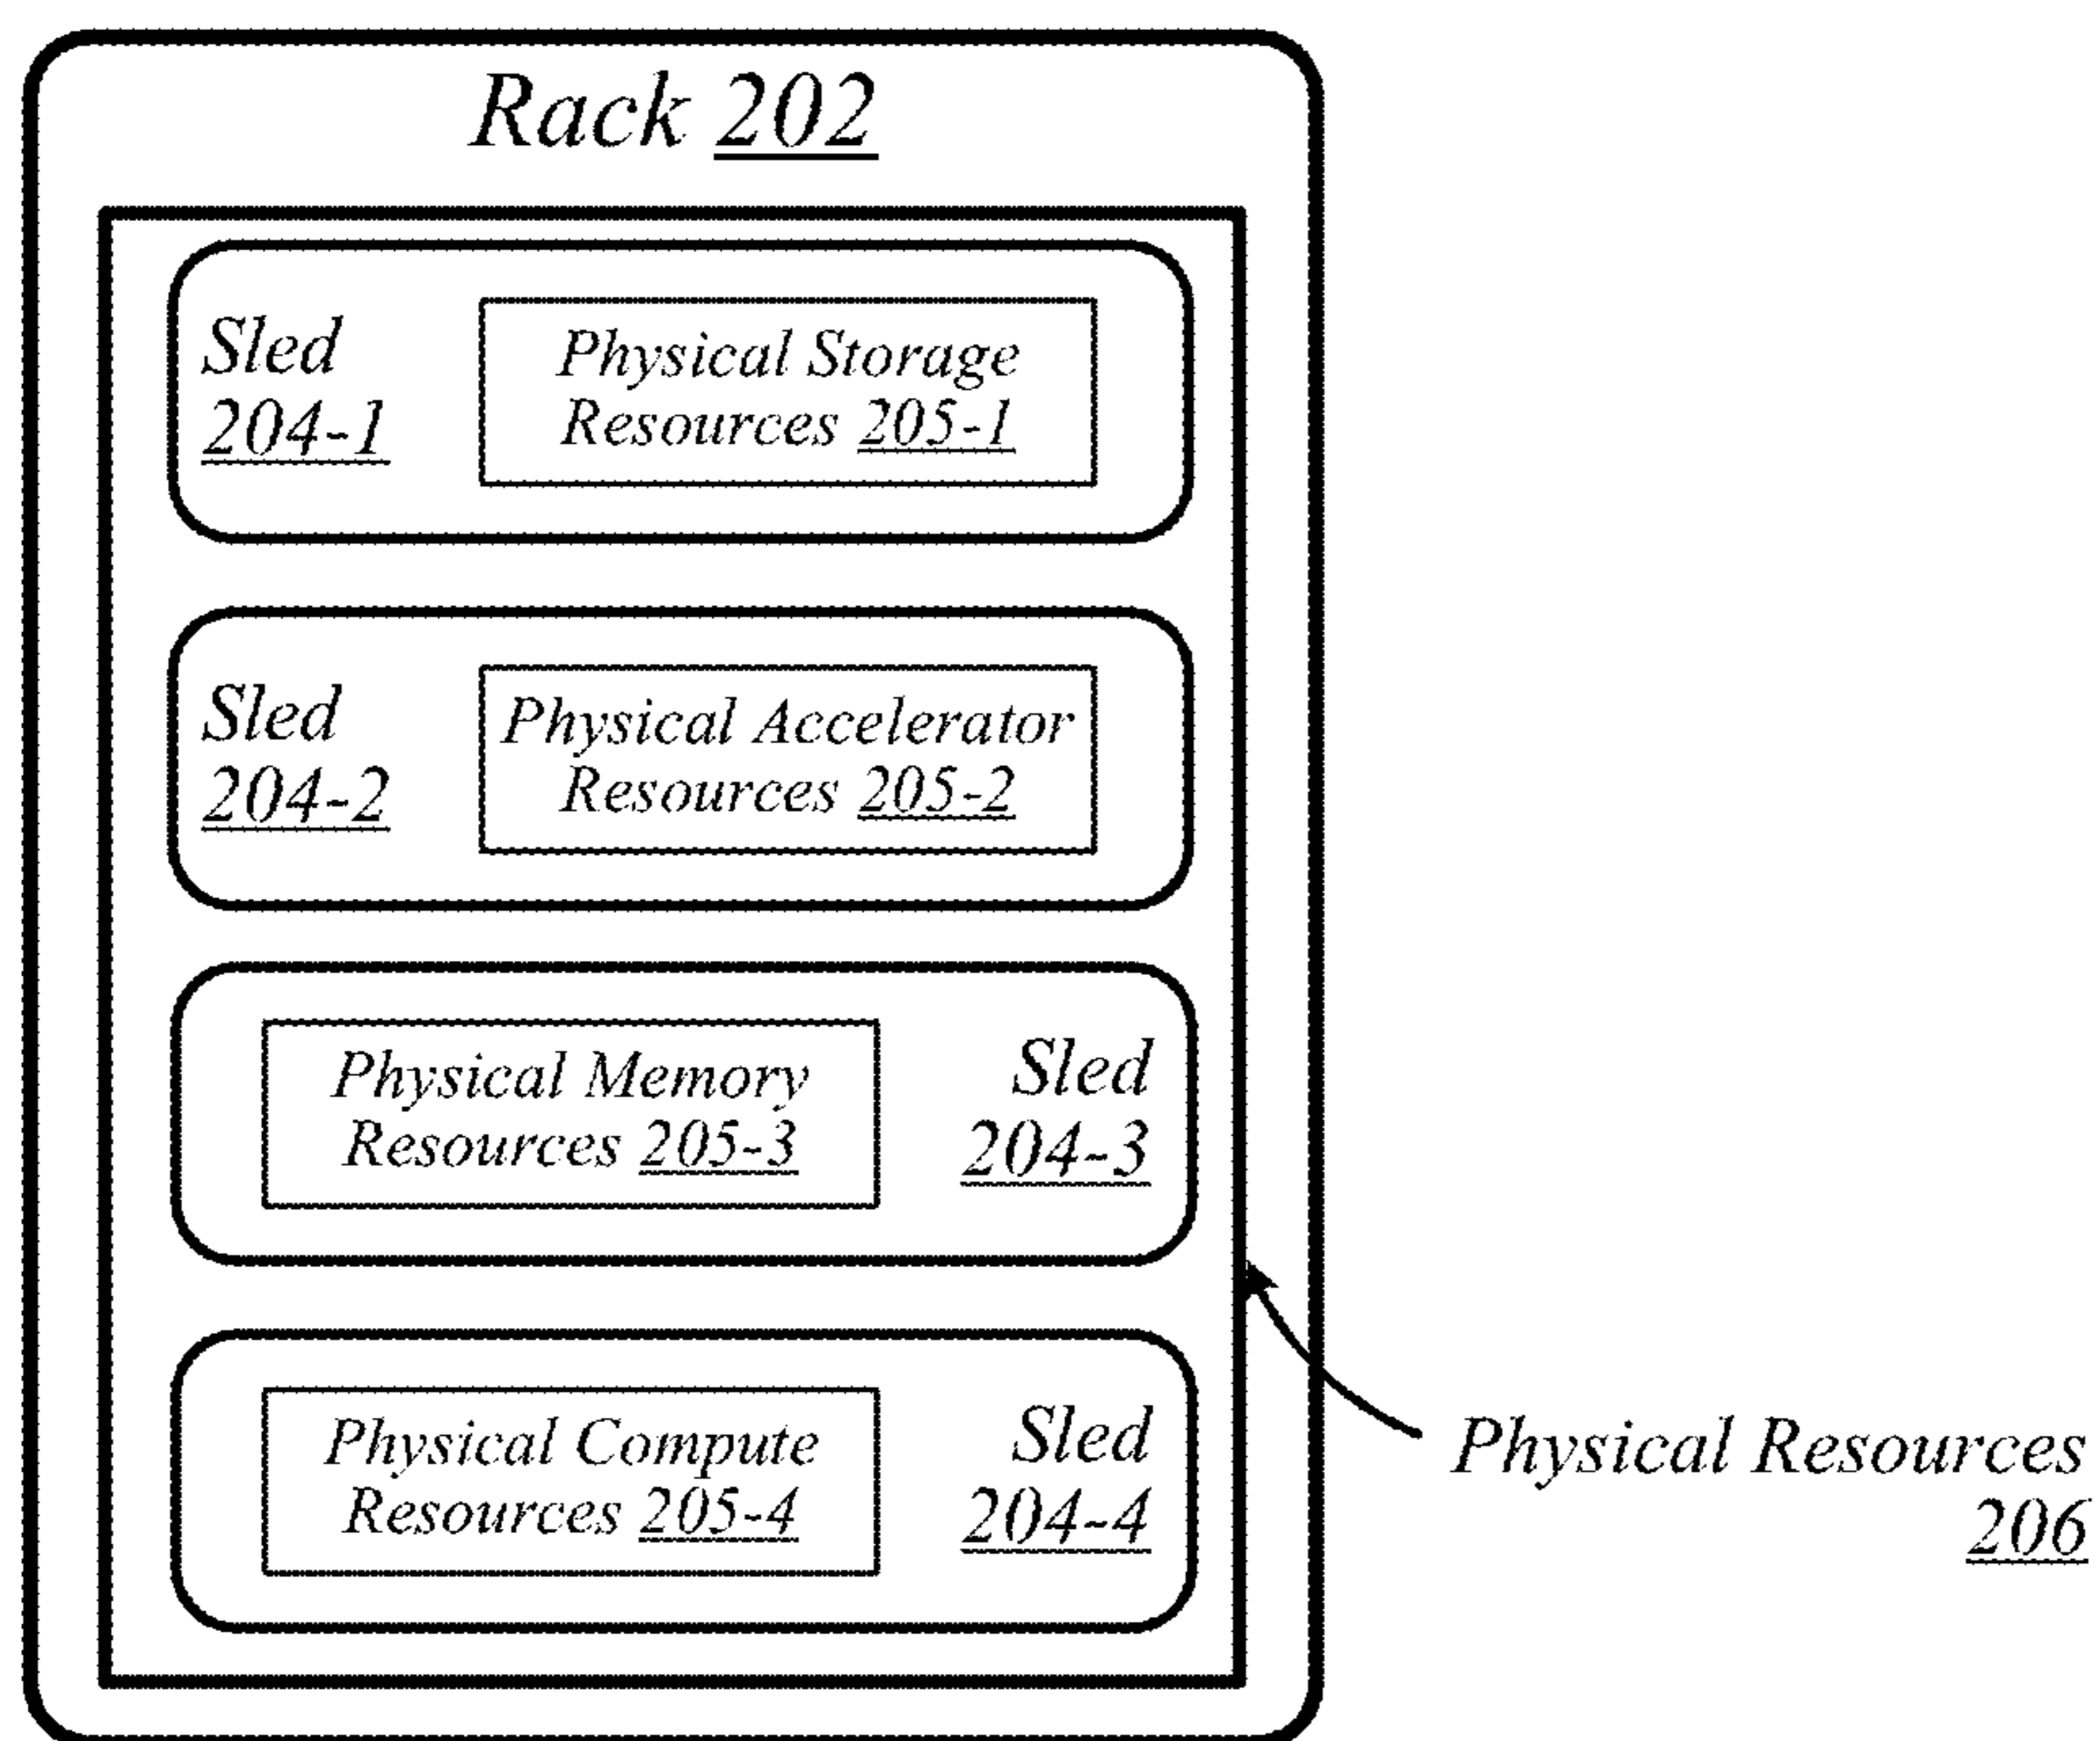 Rack 202
Sled
204-1
Physical Storage
Resources 205-1
Sled
204-2
Physical Accelerator
Resources 205-2
Physical Memory
Resources 205-3
Sled
204-3
Physical Compute
Resources 205-4
Sled
204-4
Physical Resources
206